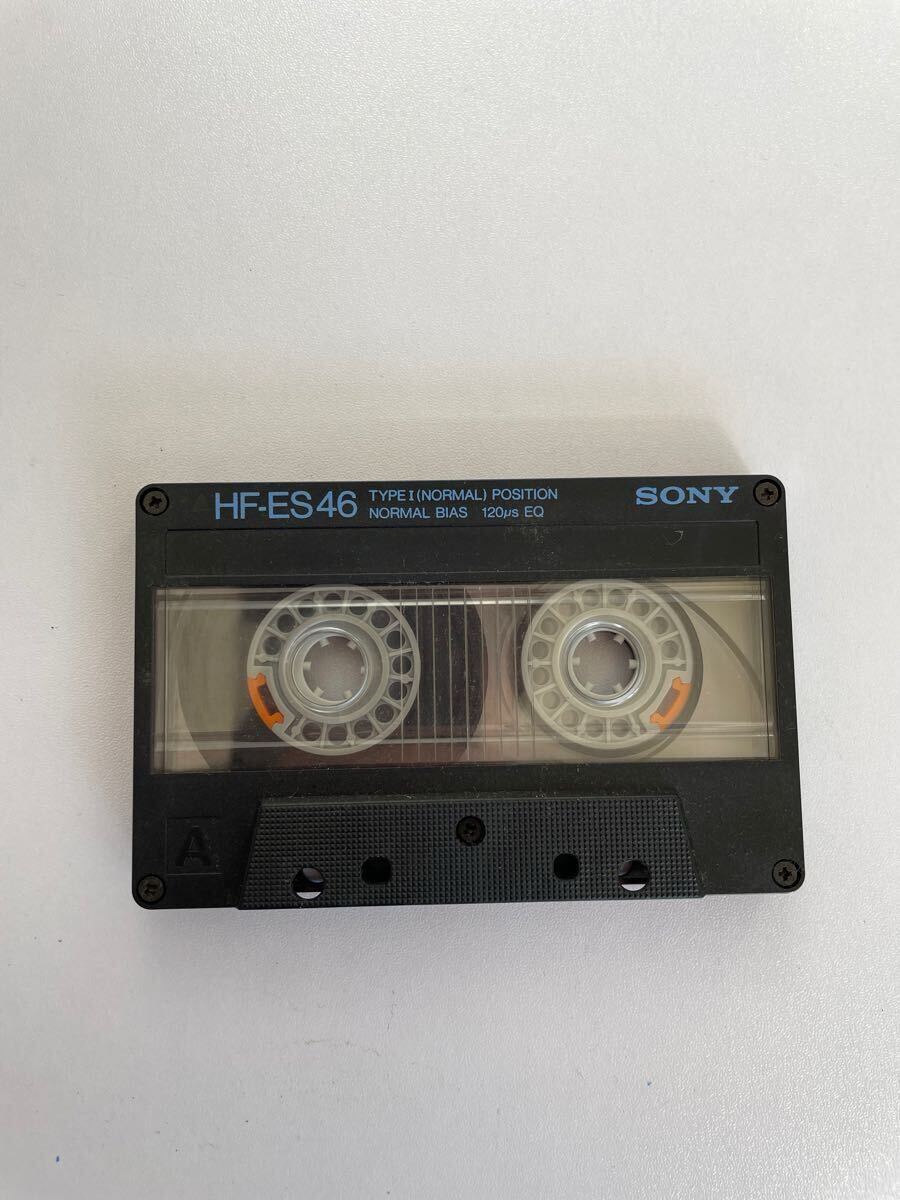 HF-ES46
TYPE I (NORMAL) POSITION
NORMAL BIAS 120µs EQ
SONY
A